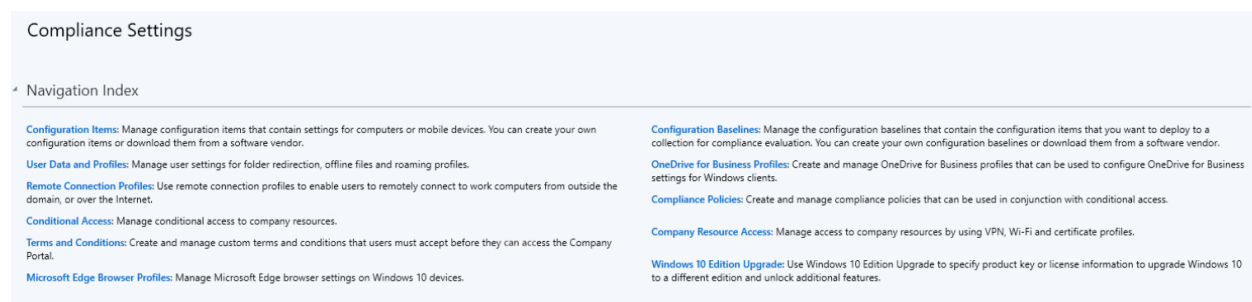 Compliance Settings
Navigation Index
Configuration Items: Manage configuration items that contain settings for computers or mobile devices. You can create your own
configuration items or download them from a software vendor.
User Data and Profiles: Manage user settings for folder redirection, offline files and roaming profiles.
Remote Connection Profiles: Use remote connection profiles to enable users to remotely connect to work computers from outside the
domain, or over the Internet.
Conditional Access: Manage conditional access to company resources.
Terms and Conditions: Create and manage custom terms and conditions that users must accept before they can access the Company
Portal.
Microsoft Edge Browser Profiles: Manage Microsoft Edge browser settings on Windows 10 devices.
Configuration Baselines: Manage the configuration baselines that contain the configuration items that you want to deploy to a
collection for compliance evaluation. You can create your own configuration baselines or download them from a software vendor.
OneDrive for Business Profiles: Create and manage OneDrive for Business profiles that can be used to configure OneDrive for Business
settings for Windows clients.
Compliance Policies: Create and manage compliance policies that can be used in conjunction with conditional access.
Company Resource Access: Manage access to company resources by using VPN, Wi-Fi and certificate profiles.
Windows 10 Edition Upgrade: Use Windows 10 Edition Upgrade to specify product key or license information to upgrade Windows 10
to a different edition and unlock additional features.